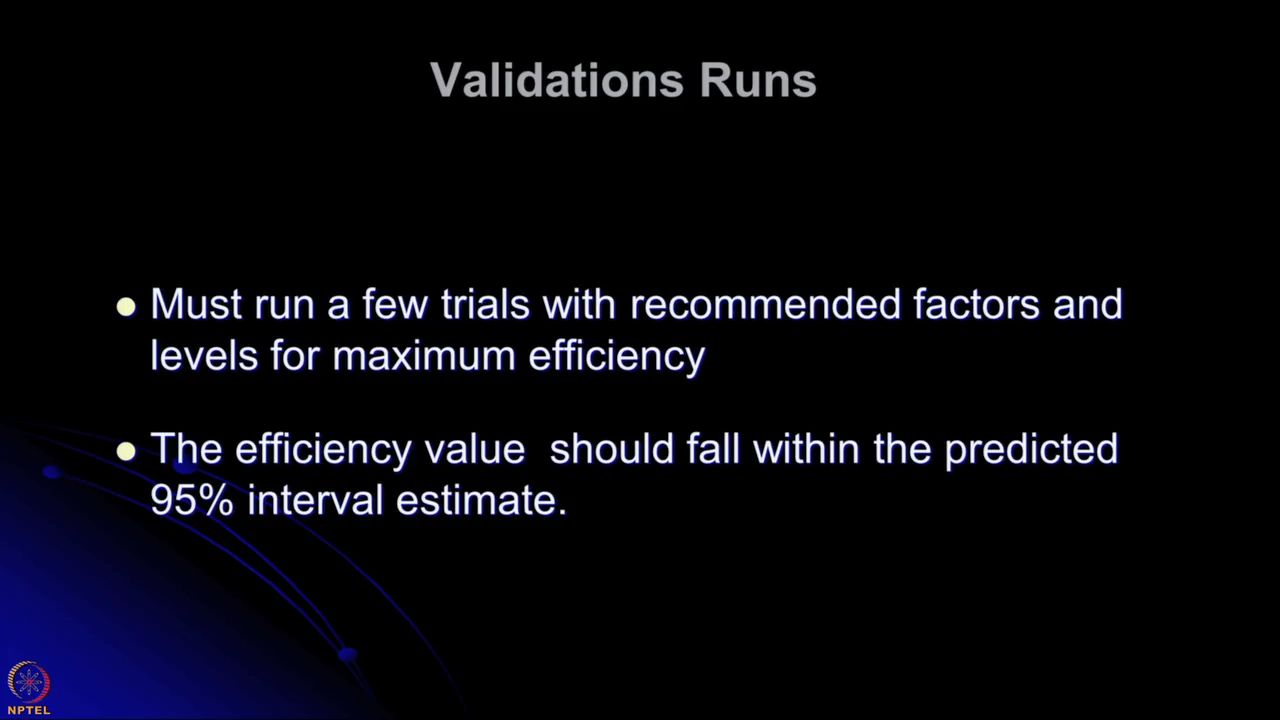 Validations Runs
Must run a few trials with recommended factors and
levels for maximum efficiency
The efficiency value should fall within the predicted
95% interval estimate.
NPTEL